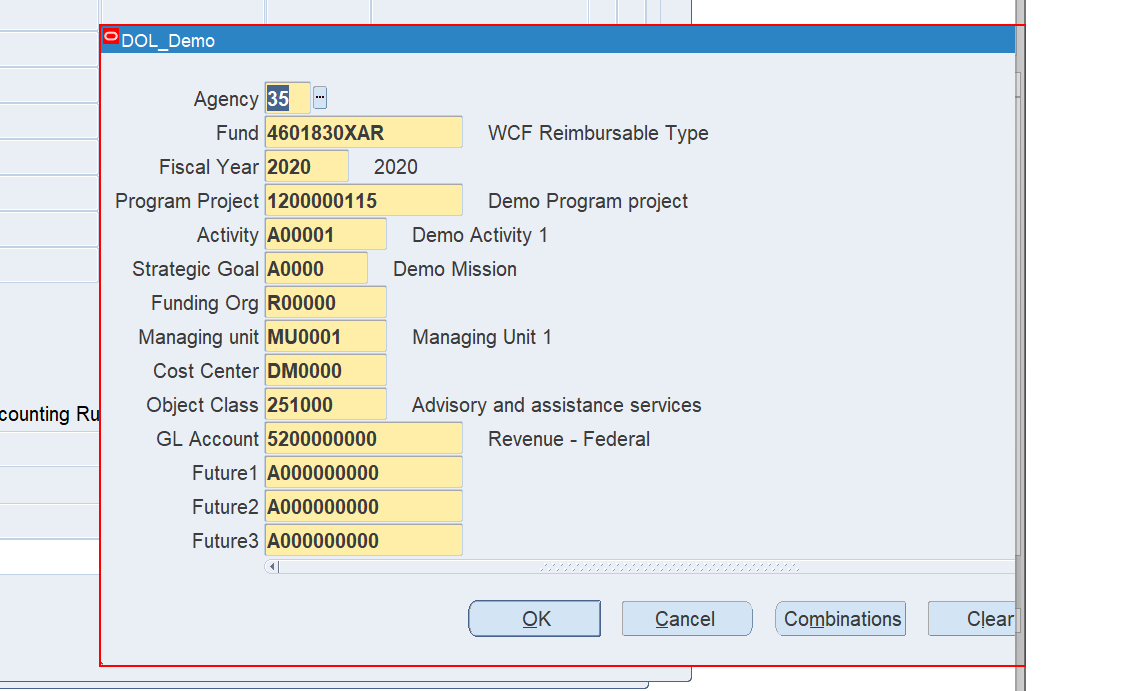 DOL_Demo
Agency 35 ...
Fund 4601830XAR WCF Reimbursable Type
Fiscal Year 2020 2020
Program Project 1200000115 Demo Program project
Activity A00001 Demo Activity 1
Strategic Goal A0000 Demo Mission
Funding Org R00000
Managing unit MU0001 Managing Unit 1
Cost Center DM0000
Object Class 251000 Advisory and assistance services
counting Ru
GL Account 5200000000 Revenue - Federal
Future1 A000000000
Future2 A000000000
Future3 A000000000
OK Cancel Combinations Clear